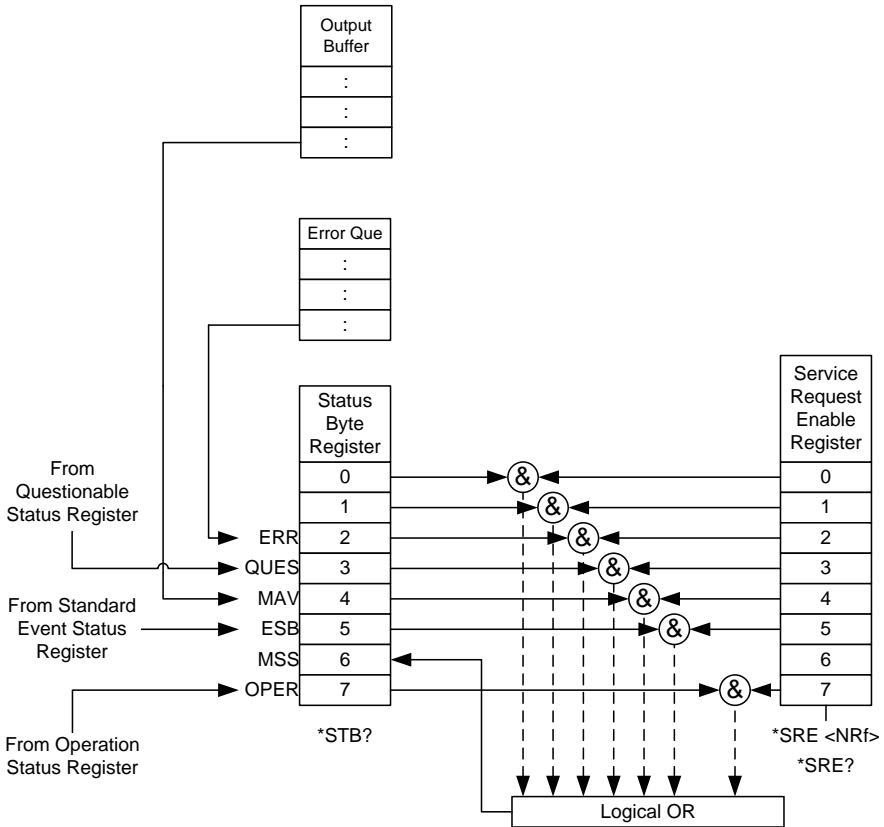 Output
Buffer
:
:
:
Error Que
:
:
:
Status
Byte
Register
Service
Request
Enable
Register
From
Questionable
Status Register
From Standard
Event Status
Register
From Operation
Status Register
0 & 0
1 & 1
ERR 2 & 2
QUES 3 & 3
MAV 4 & 4
ESB 5 & 5
MSS 6 6
OPER 7 & 7
*STB?
*SRE <NRf>
*SRE?
Logical OR